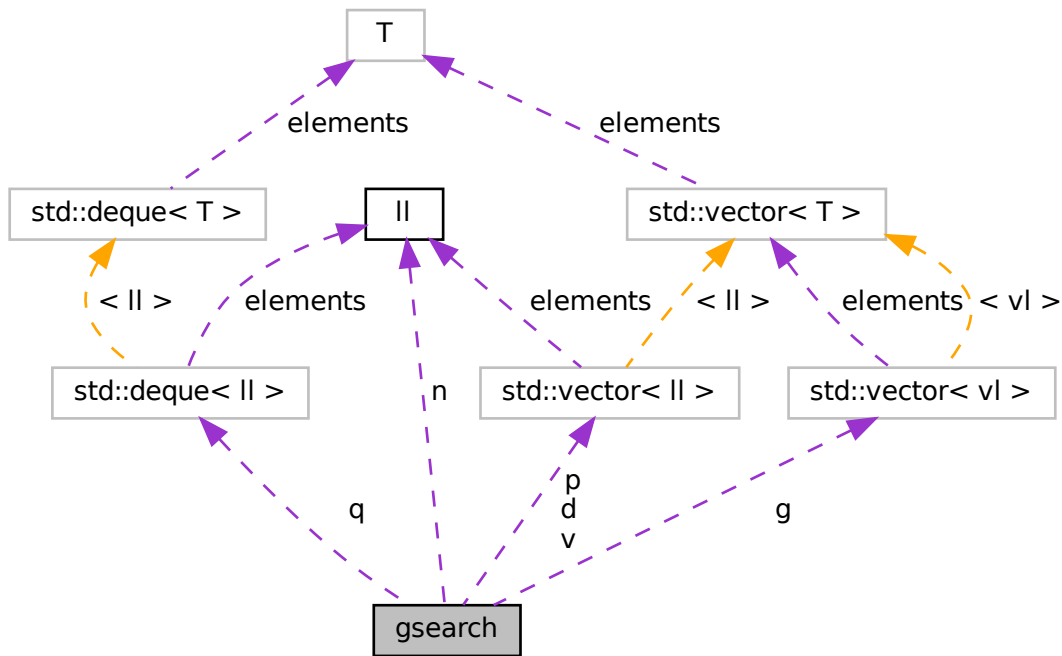 T
elements
elements
std::deque< T >
ll
std::vector< T >
< ll >
elements
elements
< ll >
elements
< vl >
std::deque< ll >
n
std::vector< ll >
std::vector< vl >
q
p
d
v
g
gsearch